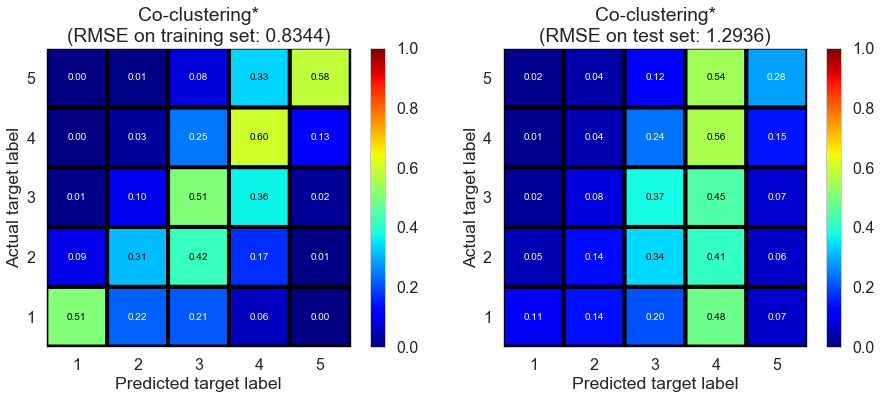 Co-clustering*
(RMSE on training set: 0.8344)
Actual target label
5 0.00 0.01 0.08 0.33 0.58
4 0.00 0.03 0.25 0.60 0.13
3 0.01 0.10 0.51 0.36 0.02
2 0.09 0.31 0.42 0.17 0.01
1 0.51 0.22 0.21 0.06 0.00
1 2 3 4 5
Predicted target label
1.0
0.8
0.6
0.4
0.2
0.0
Co-clustering*
(RMSE on test set: 1.2936)
Actual target label
5 0.02 0.04 0.12 0.54 0.28
4 0.01 0.04 0.24 0.56 0.15
3 0.02 0.08 0.37 0.45 0.07
2 0.05 0.14 0.34 0.41 0.06
1 0.11 0.14 0.20 0.48 0.07
1 2 3 4 5
Predicted target label
1.0
0.8
0.6
0.4
0.2
0.0